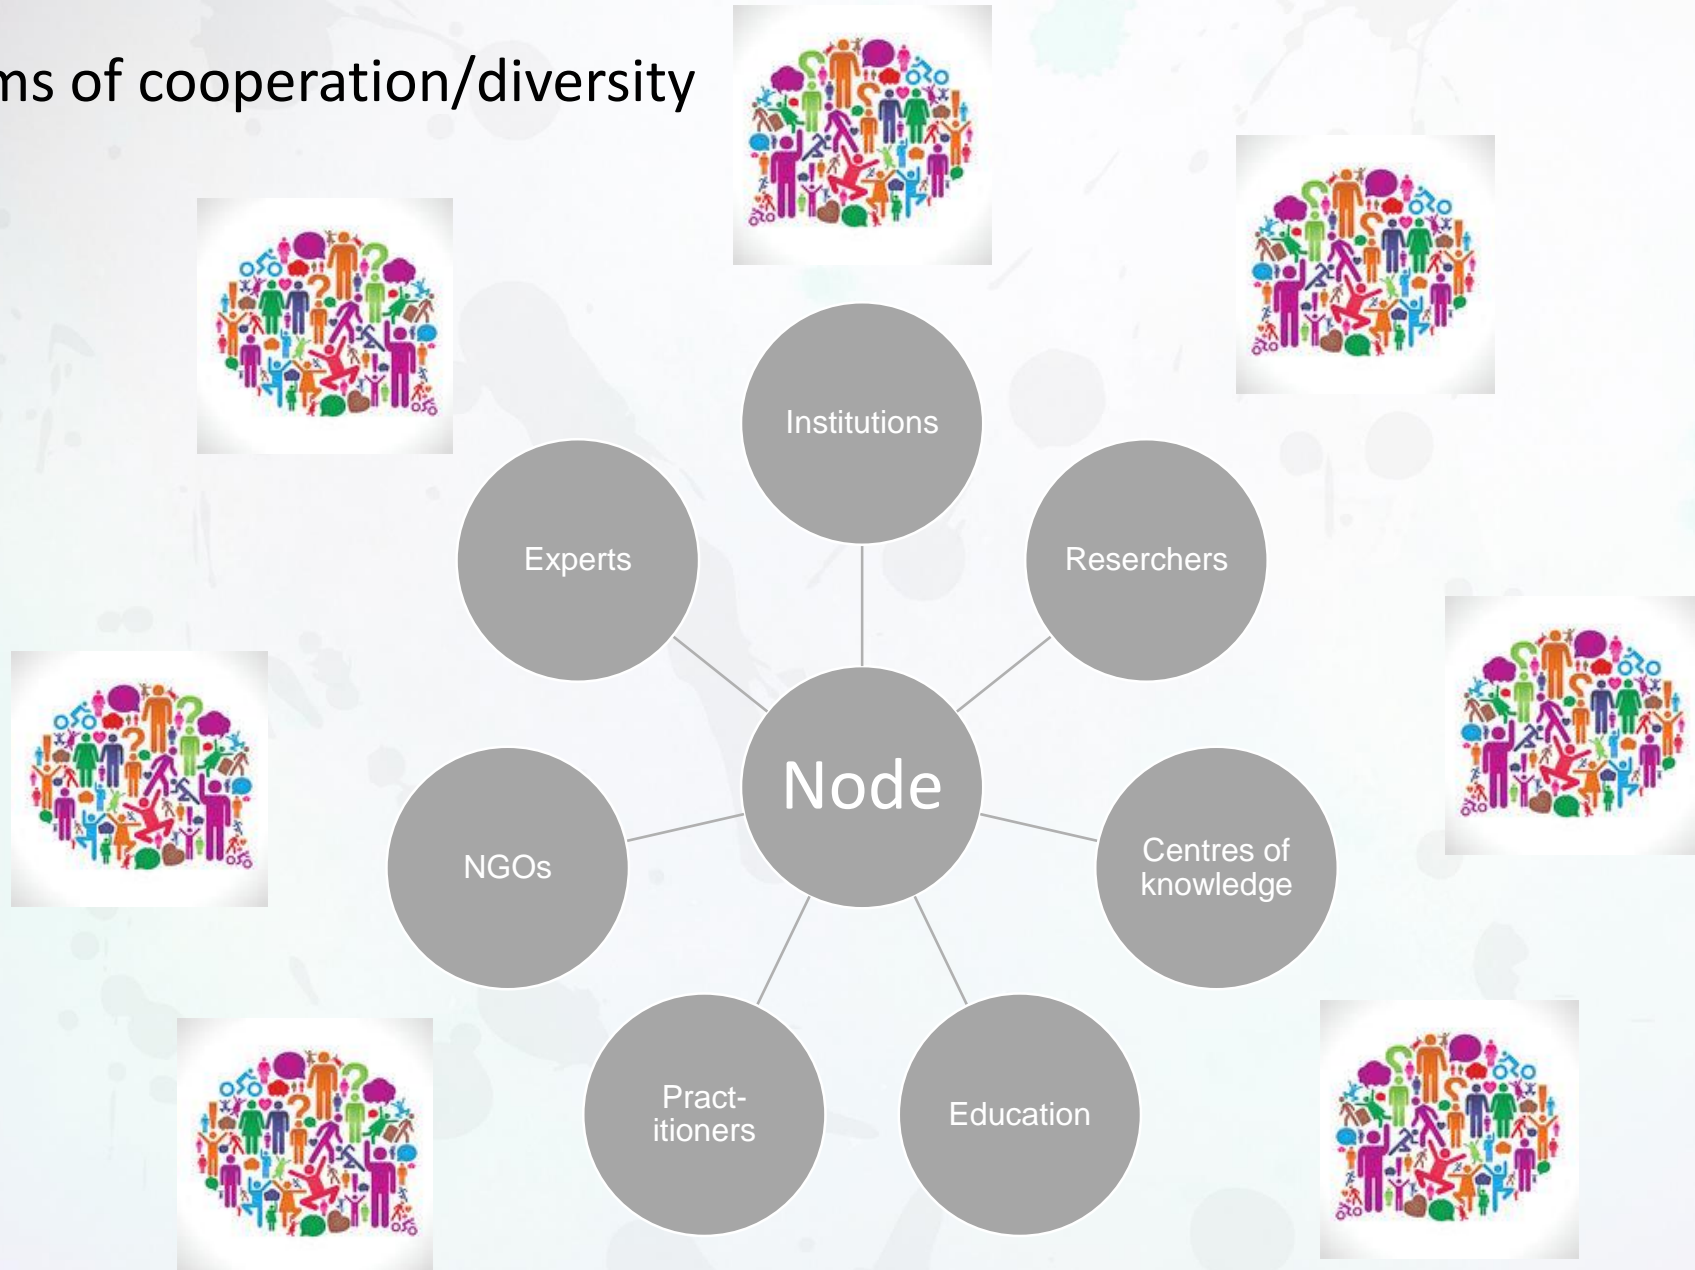 ms of cooperation/diversity
Institutions
Experts
Reserchers
Node
NGOs
Centres of
knowledge
Pract-
itioners
Education